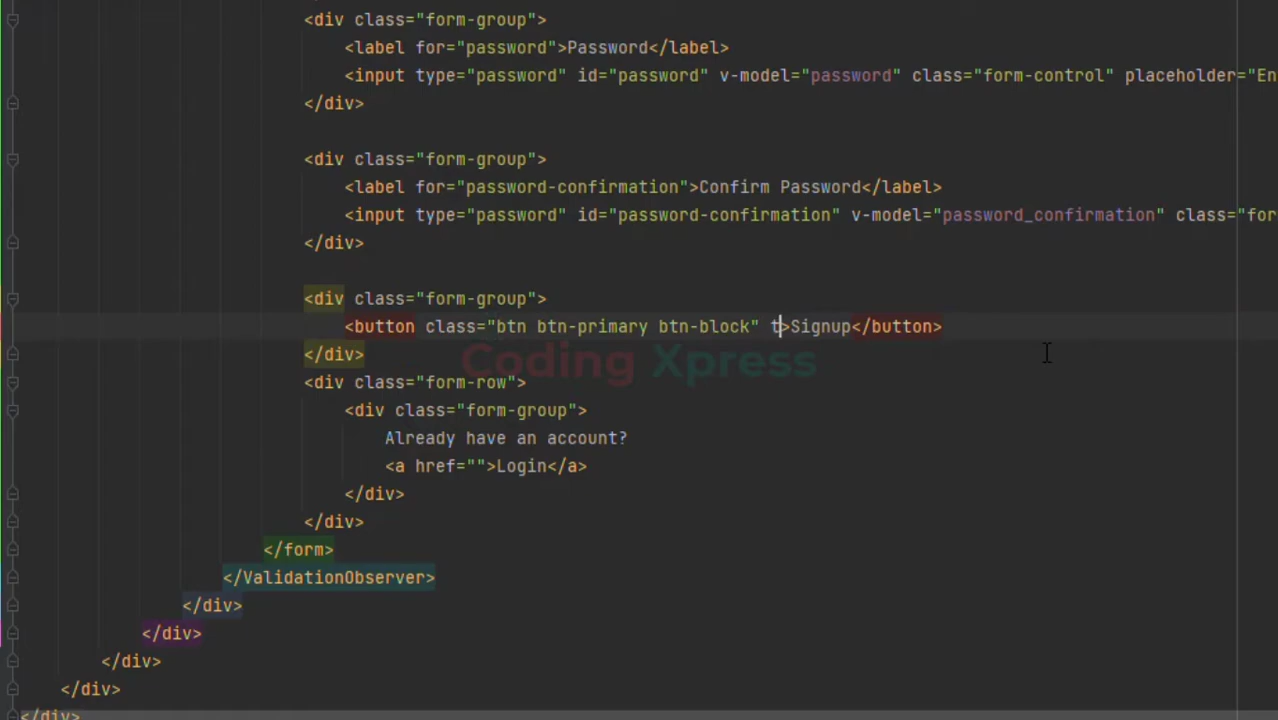 <div class="form-group">
<label for="password">Password</label>
<input type="password" id="password" v-model="password" class="form-control" placeholder="En
</div>
<div class="form-group">
<label for="password-confirmation">Confirm Password</label>
<input type="password" id="password-confirmation" v-model="password_confirmation" class="for
</div>
<div class="form-group">
<button class="btn btn-primary btn-block" t>Signup</button>
</div>
Coding Xpress
<div class="form-row">
<div class="form-group">
Already have an account?
<a href="">Login</a>
</div>
</div>
</form>
</ValidationObserver>
</div>
</div>
</div>
</div>
</div>